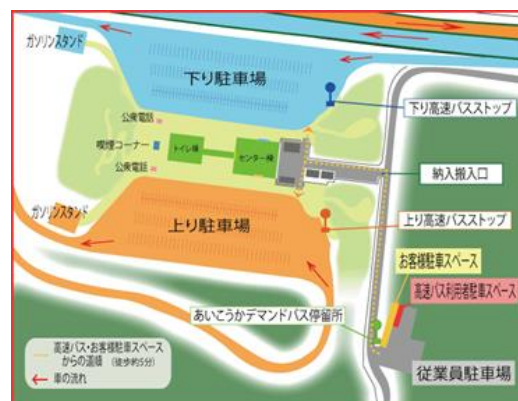 ガソリンスタンド
下り駐車場
下り高速バスストップ
公衆電話
喫煙コーナー
トイレ棟
センター棟
公衆電話
納入搬入口
ガソリンスタンド
上り駐車場
上り高速バスストップ
お客様駐車スペース
高速バス利用者駐車スペース
あいこうかデマンドバス停留所
高速バス・お客様駐車スペース
からの道順 (徒歩約5分)
車の流れ
従業員駐車場